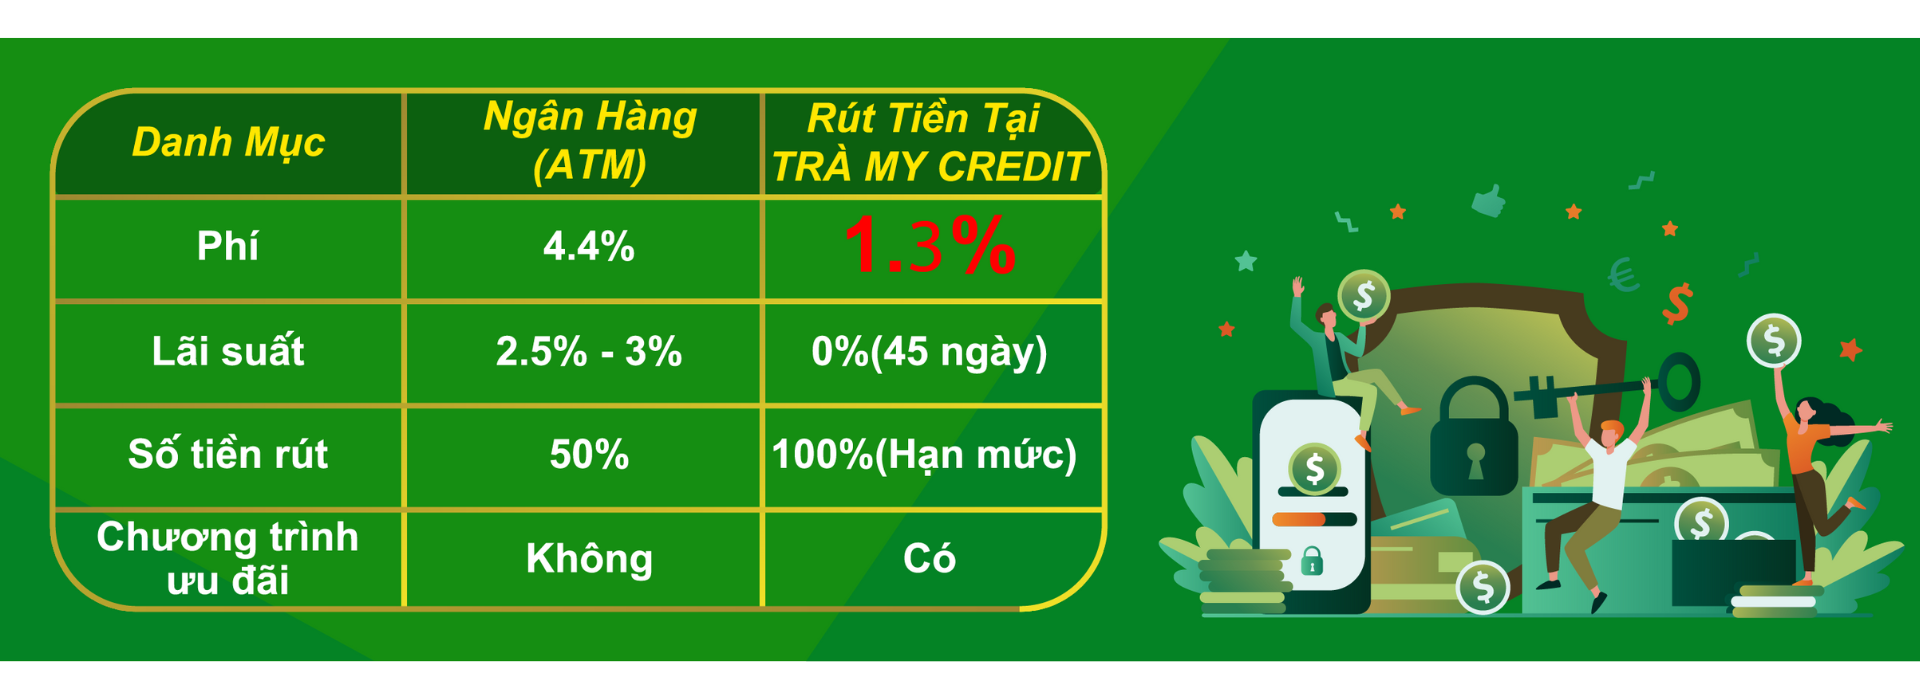 Danh Mục
Ngân Hàng
(ATM)
Rút Tiền Tại
TRÀ MY CREDIT
Phí
4.4%
1.3%
Lãi suất
2.5% - 3%
0%(45 ngày)
Số tiền rút
50%
100%(Hạn mức)
Chương trình
ưu đãi
Không
Có